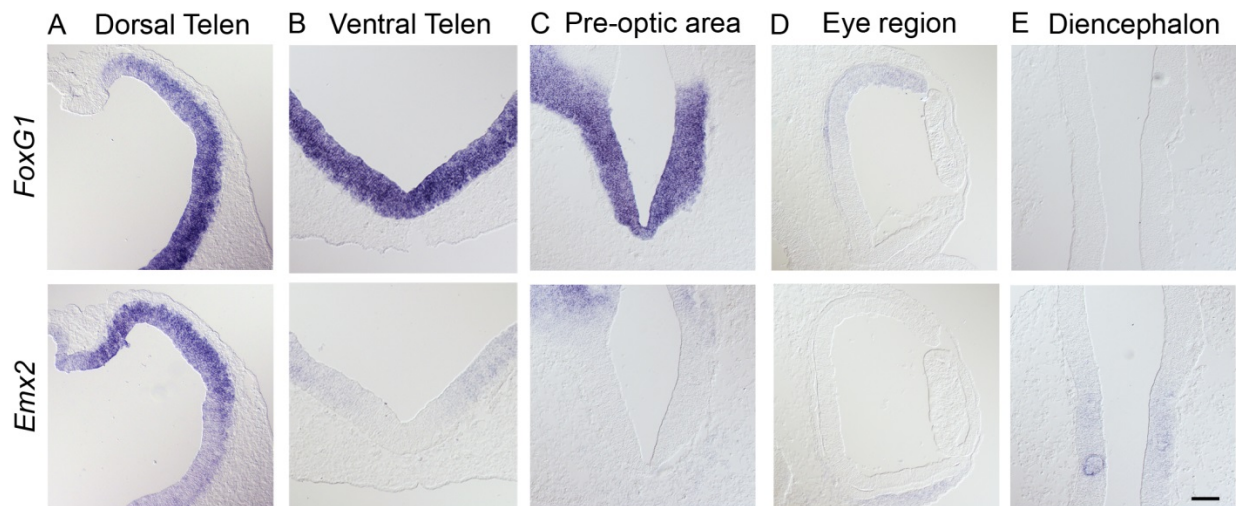 A Dorsal Telen B Ventral Telen C Pre-optic area D Eye region E Diencephalon
FoxG1
Emx2